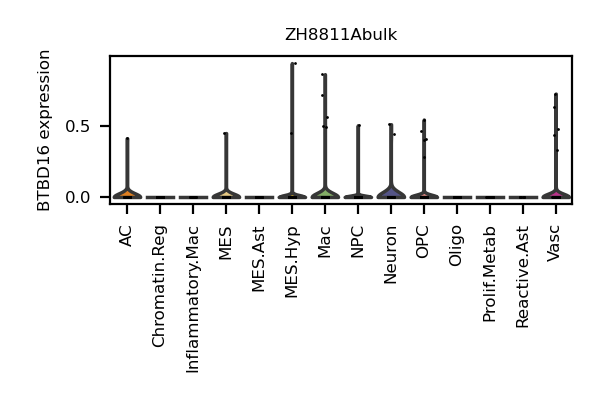 ZH8811Abulk
BTBD16 expression
0.5
0.0
AC
Chromatin.Reg
Inflammatory.Mac
MES
MES.Ast
MES.Hyp
Mac
NPC
Neuron
OPC
Oligo
Prolif.Metab
Reactive.Ast
Vasc